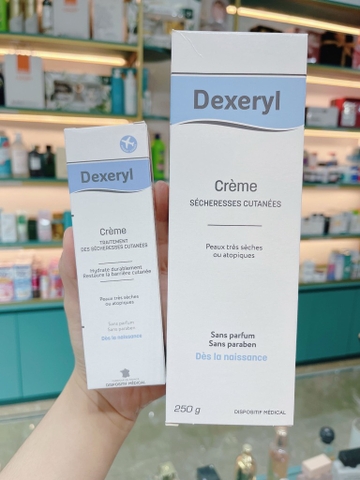 Dexeryl
Crème
TRAITEMENT
DES SÉCHERESSES CUTANÉES
Hydrate durablement
Restaure la barrière cutanée
Peaux très sèches
ou atopiques
Sans parfum
Sans paraben
Dès la naissance
DISPOSITIF MÉDICAL
Dexeryl
Crème
SÉCHERESSES CUTANÉES
Peaux très sèches
ou atopiques
Sans parfum
Sans paraben
Dès la naissance
250 g
DISPOSITIF MÉDICAL